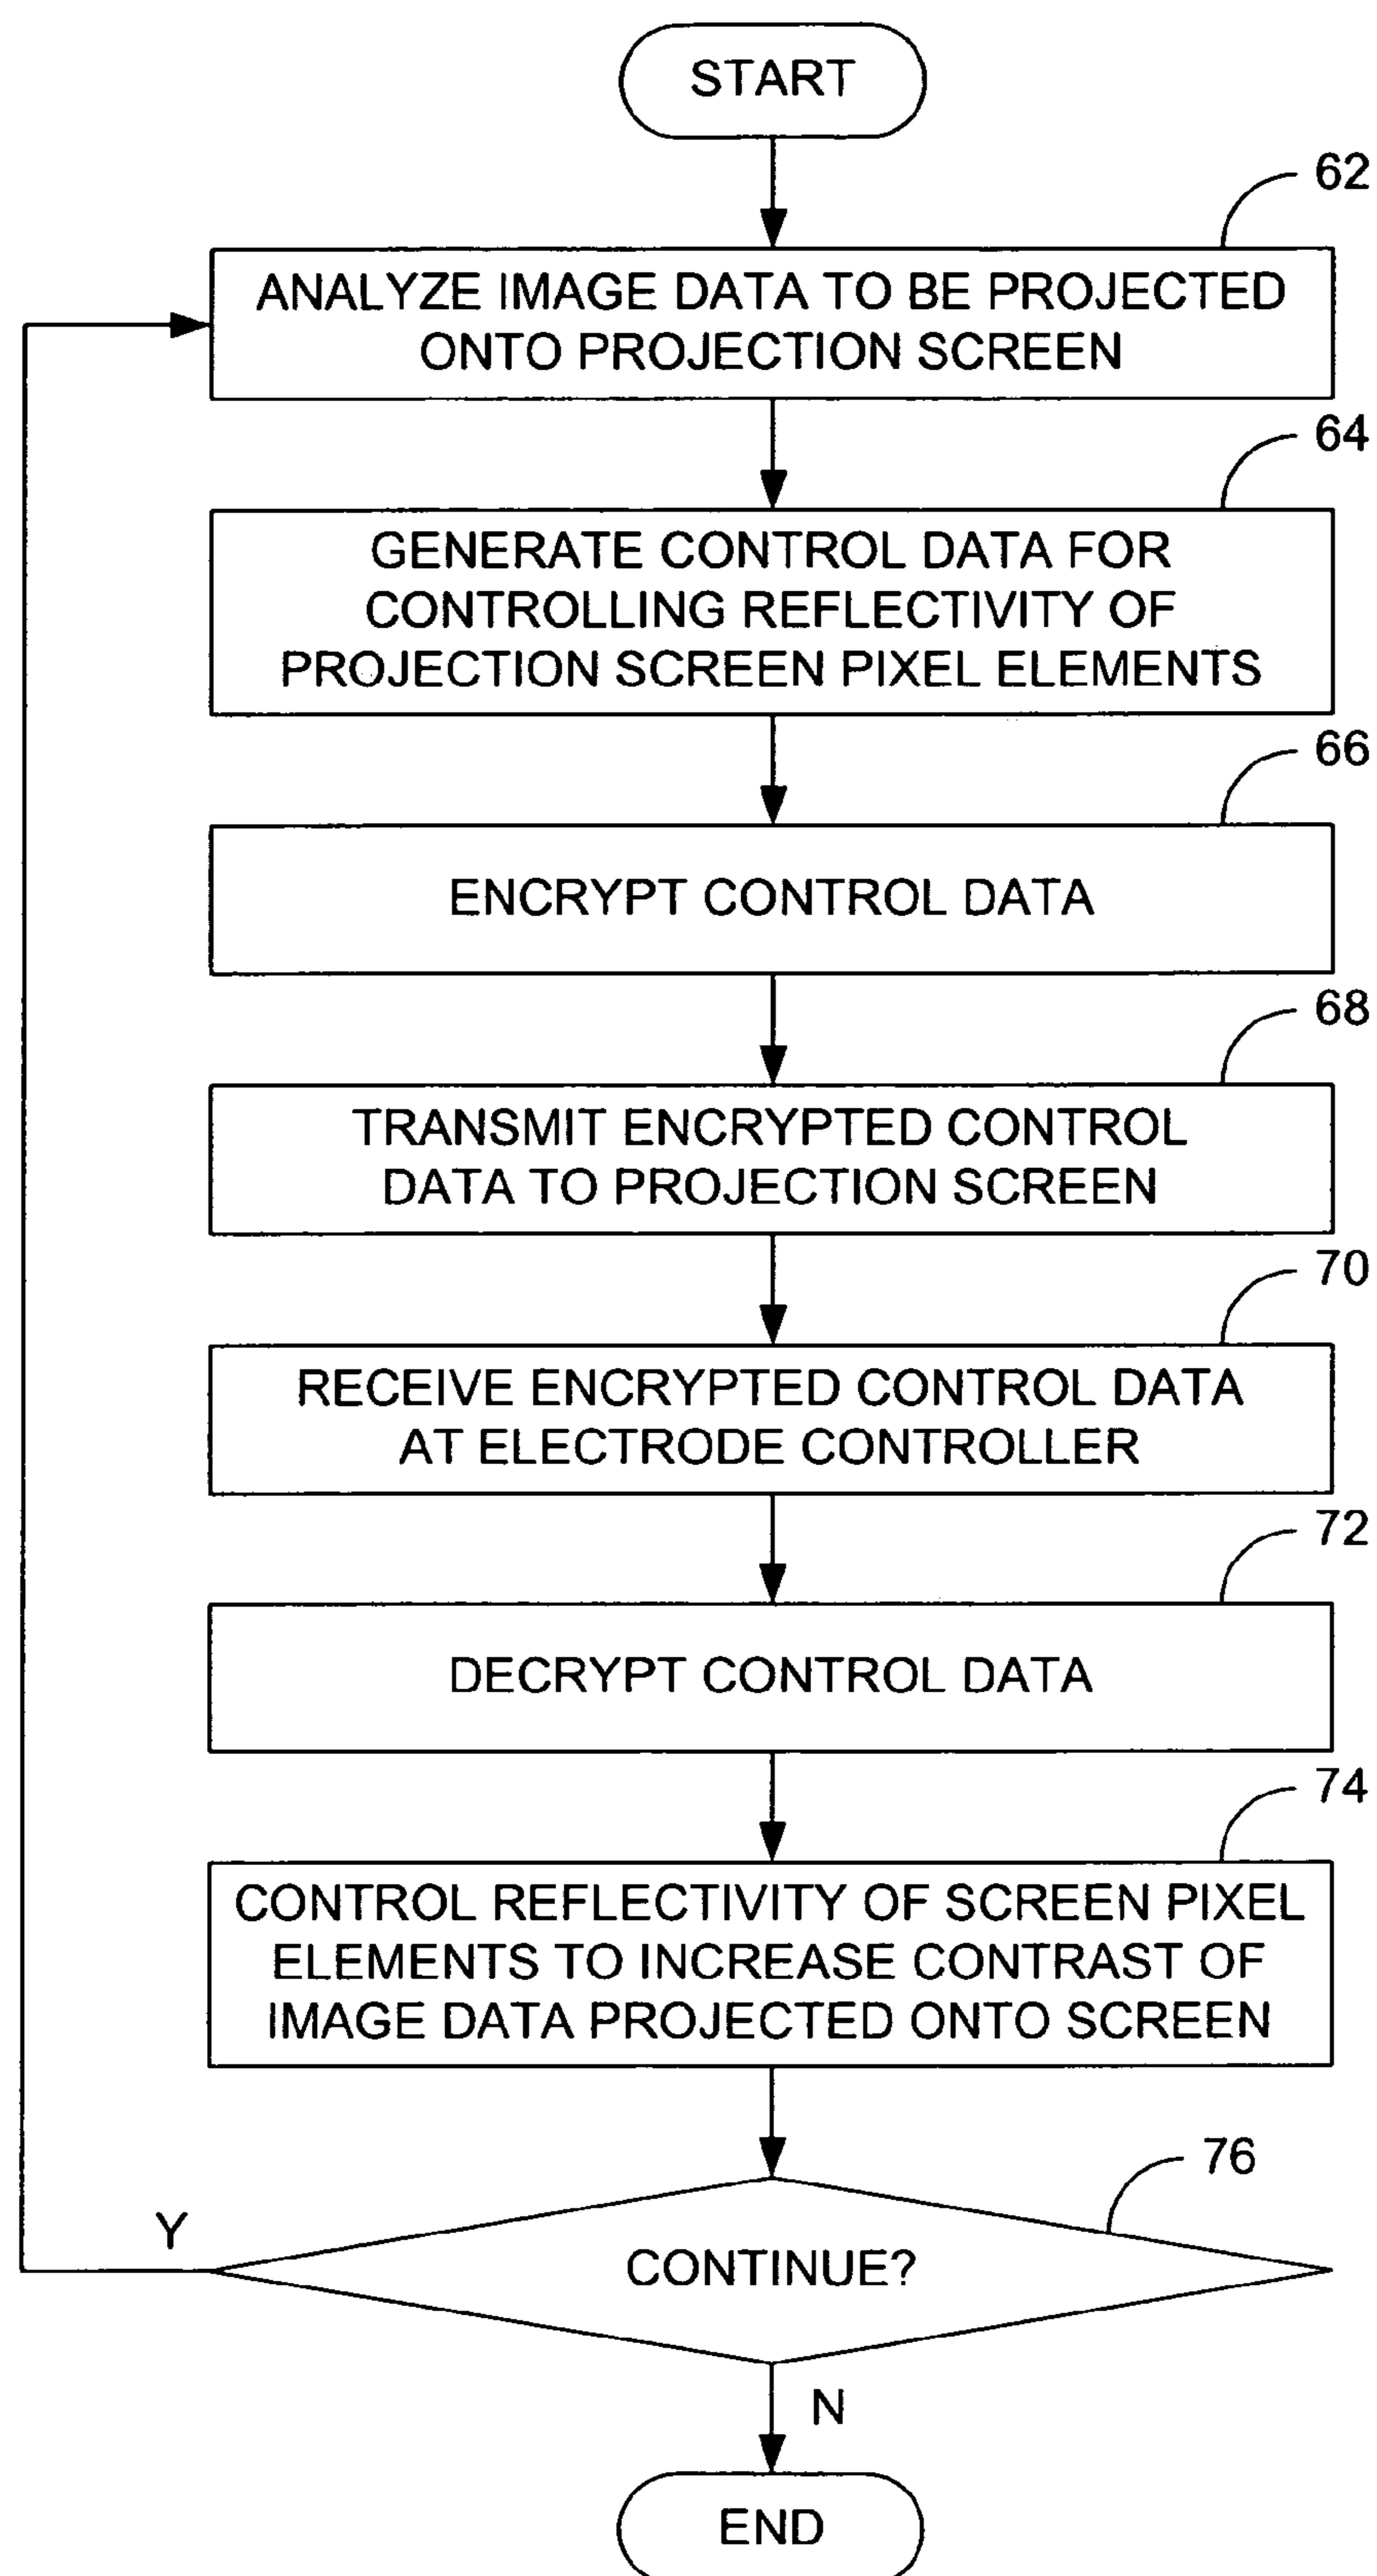 START
62
ANALYZE IMAGE DATA TO BE PROJECTED
ONTO PROJECTION SCREEN
64
GENERATE CONTROL DATA FOR
CONTROLLING REFLECTIVITY OF
PROJECTION SCREEN PIXEL ELEMENTS
66
ENCRYPT CONTROL DATA
68
TRANSMIT ENCRYPTED CONTROL
DATA TO PROJECTION SCREEN
70
RECEIVE ENCRYPTED CONTROL DATA
AT ELECTRODE CONTROLLER
72
DECRYPT CONTROL DATA
74
CONTROL REFLECTIVITY OF SCREEN PIXEL
ELEMENTS TO INCREASE CONTRAST OF
IMAGE DATA PROJECTED ONTO SCREEN
76
Y
CONTINUE?
N
END